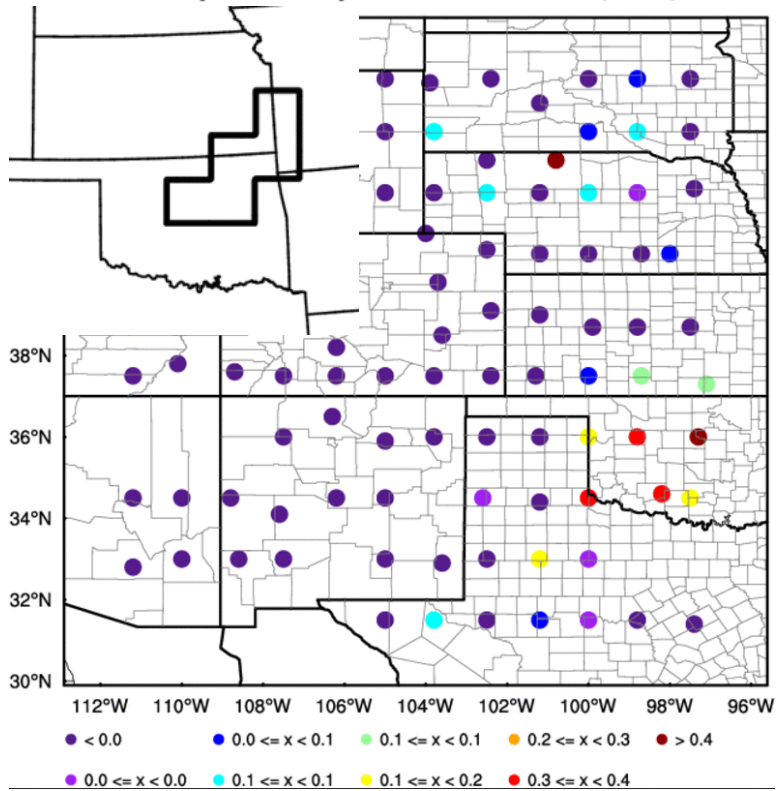 38°N
36°N
34°N
32°N
30°N
112°W 110°W 108°W 106°W 104°W 102°W 100°W 98°W 96°W
< 0.0 0.0 <= x < 0.1 0.1 <= x < 0.1 0.2 <= x < 0.3 > 0.4
0.0 <= x < 0.0 0.1 <= x < 0.1 0.1 <= x < 0.2 0.3 <= x < 0.4